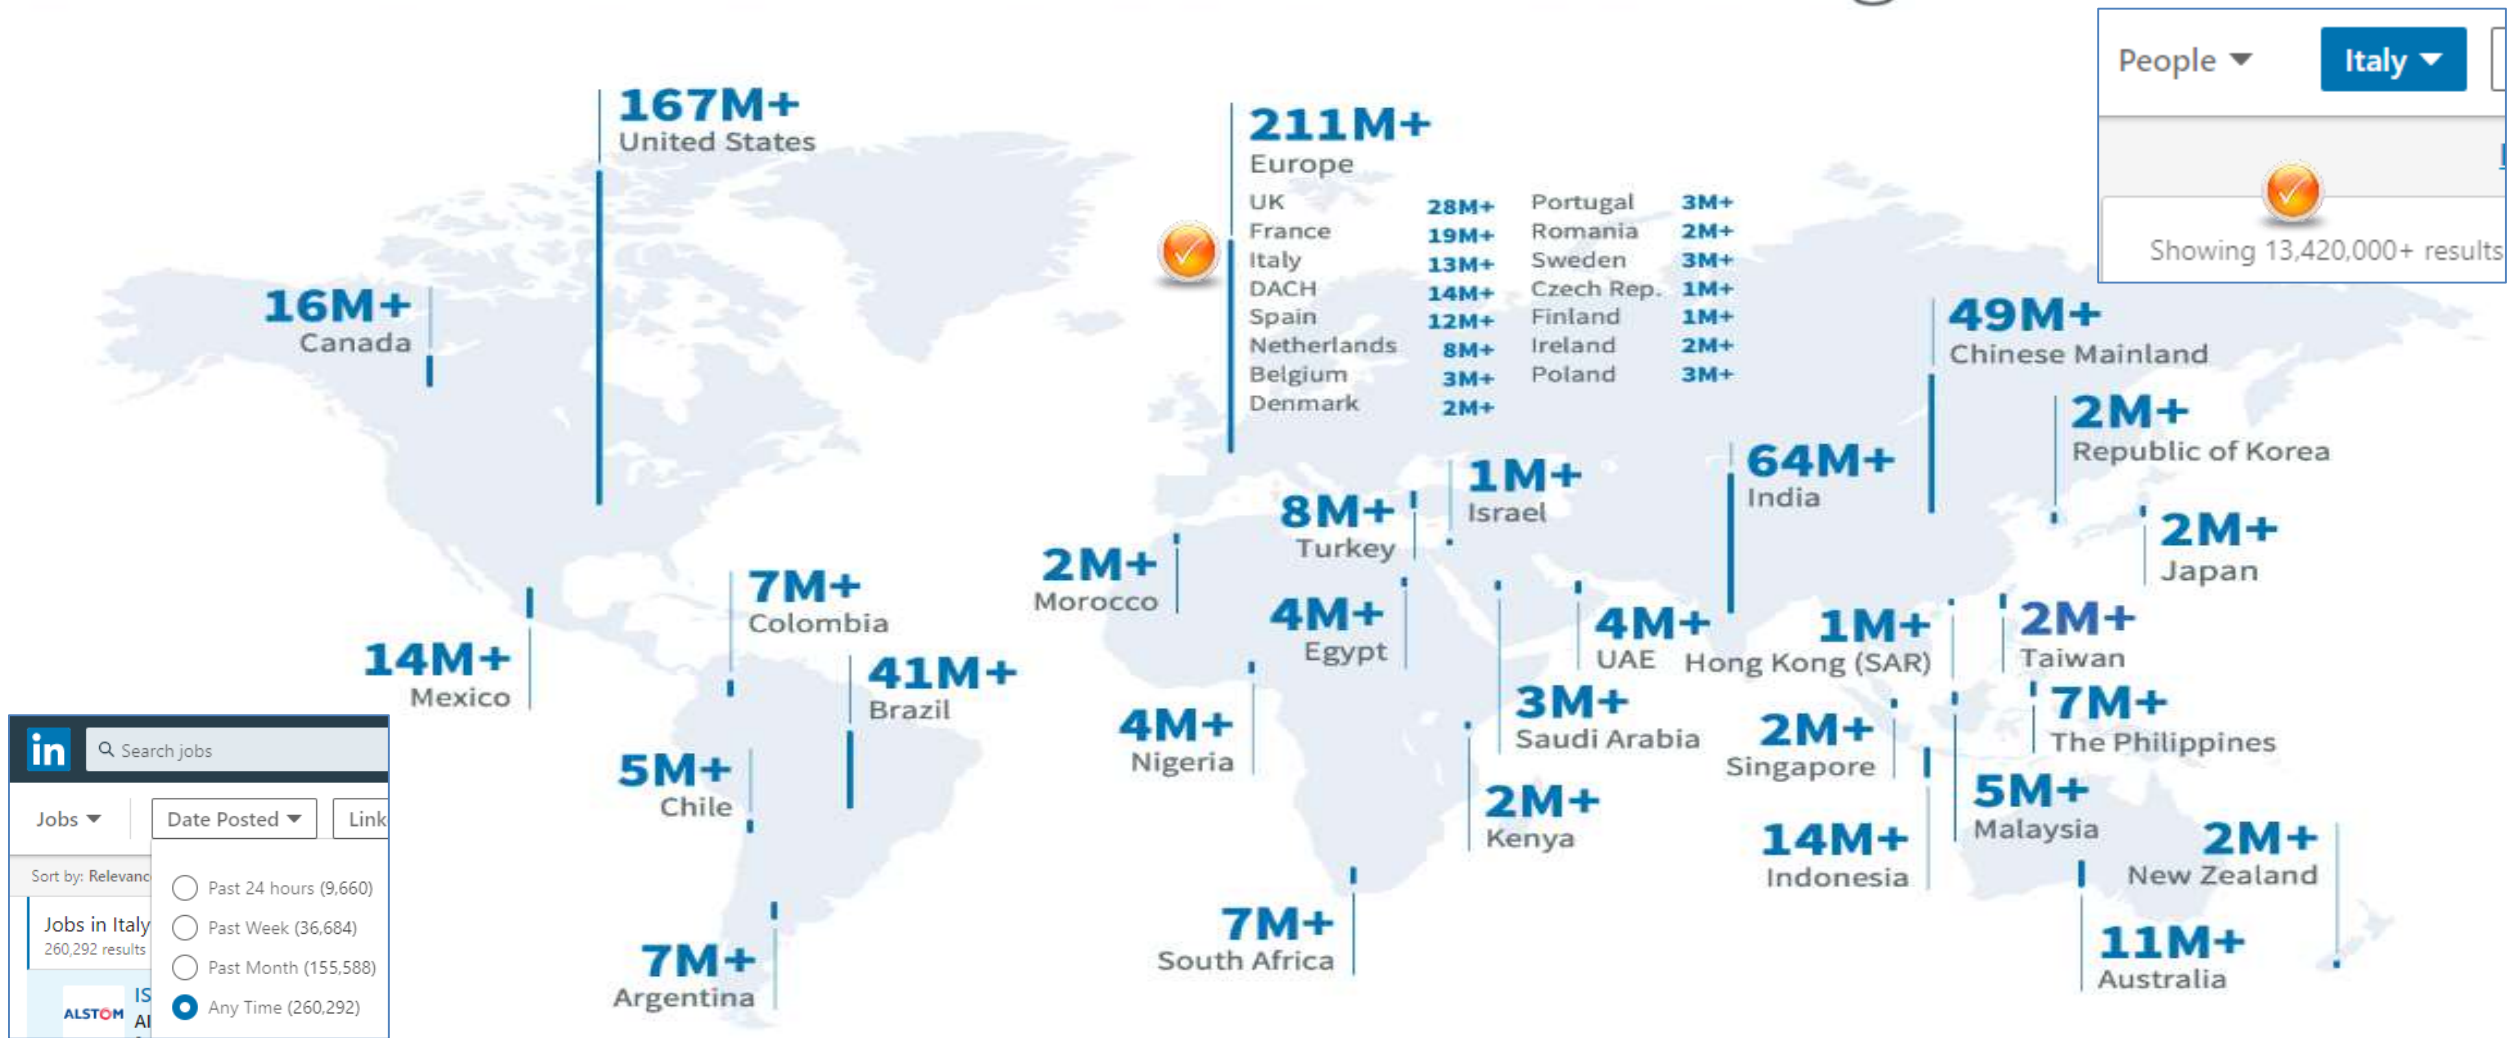 167M+
United States
16M+
Canada
14M+
Mexico
7M+
Colombia
41M+
Brazil
5M+
Chile
7M+
Argentina
211M+
Europe
UK 28M+ Portugal 3M+
France 19M+ Romania 2M+
Italy 13M+ Sweden 3M+
DACH 14M+ Czech Rep. 1M+
Spain 12M+ Finland 1M+
Netherlands 8M+ Ireland 2M+
Belgium 3M+ Poland 3M+
Denmark 2M+
8M+
Turkey
1M+
Israel
2M+
Morocco
4M+
Egypt
4M+
Nigeria
7M+
South Africa
2M+
Kenya
3M+
Saudi Arabia
4M+
UAE
64M+
India
49M+
Chinese Mainland
2M+
Republic of Korea
2M+
Japan
1M+
Hong Kong (SAR)
2M+
Taiwan
7M+
The Philippines
2M+
Singapore
5M+
Malaysia
14M+
Indonesia
11M+
Australia
2M+
New Zealand
People Italy
Showing 13,420,000+ results
in Search jobs
Jobs Date Posted Link
Sort by: Relevanc
Jobs in Italy
260,292 results
Past 24 hours (9,660)
Past Week (36,684)
Past Month (155,588)
Any Time (260,292)
ALSTOM IS
Al